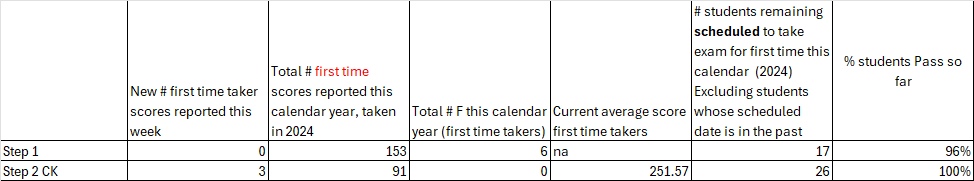 New # first time taker
scores reported this
week
Total # first time
scores reported this
calendar year, taken
in 2024
Total # F this calendar
year (first time takers)
Current average score
first time takers
# students remaining
scheduled to take
exam for first time this
calendar (2024)
Excluding students
whose scheduled
date is in the past
% students Pass so
far
Step 1 0 153 6 na 17 96%
Step 2 CK 3 91 0 251.57 26 100%